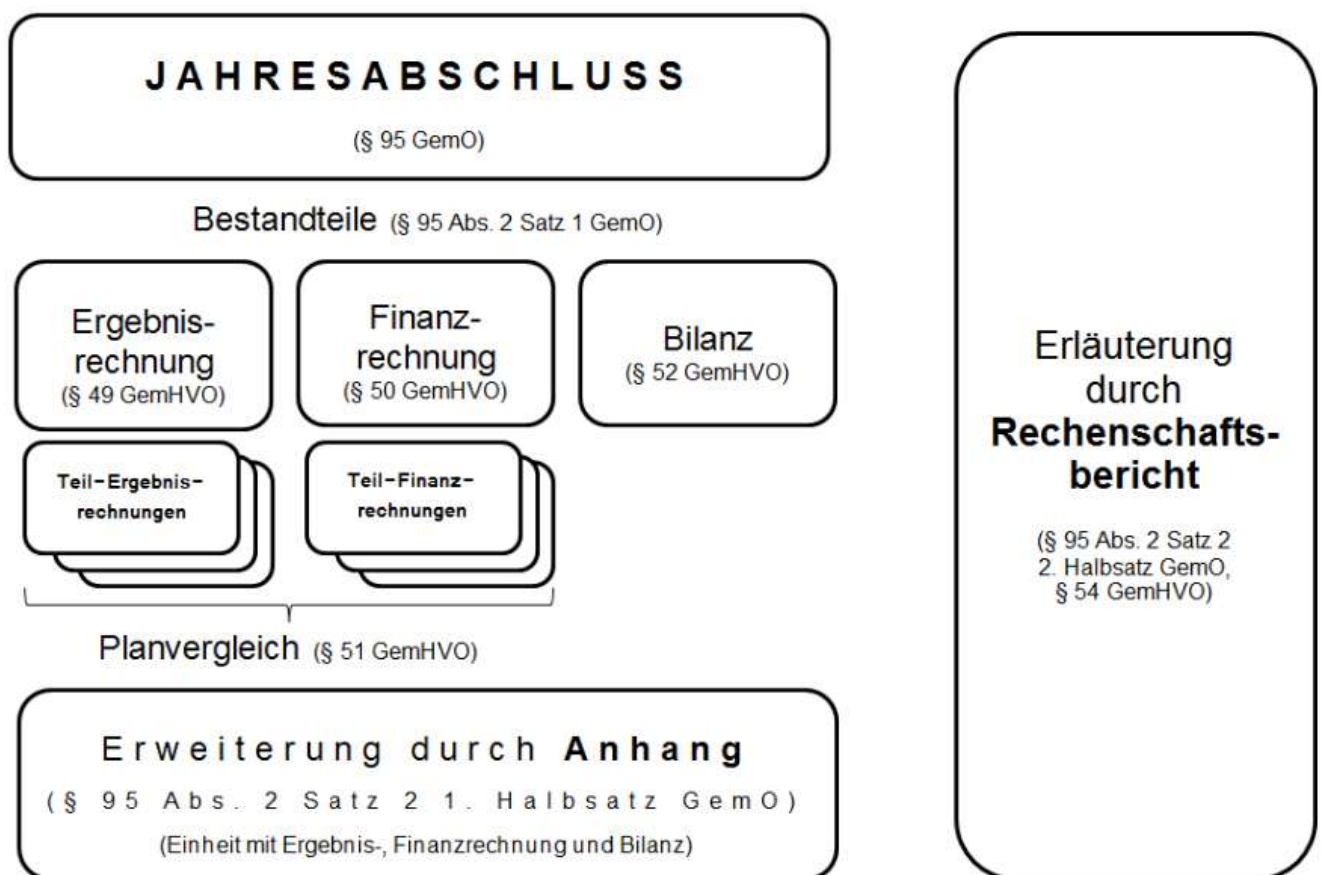 JAHRESABSCHLUSS
(§ 95 GemO)
Bestandteile (§ 95 Abs. 2 Satz 1 GemO)
Ergebnis-
rechnung
(§ 49 GemHVO)
Finanz-
rechnung
(§ 50 GemHVO)
Bilanz
(§ 52 GemHVO)
Teil-Ergebnis-
rechnungen
Teil-Finanz-
rechnungen
Planvergleich (§ 51 GemHVO)
Erweiterung durch Anhang
(§ 95 Abs. 2 Satz 2 1. Halbsatz GemO)
(Einheit mit Ergebnis-, Finanzrechnung und Bilanz)
Erläuterung
durch
Rechenschafts-
bericht
(§ 95 Abs. 2 Satz 2
2. Halbsatz GemO,
§ 54 GemHVO)